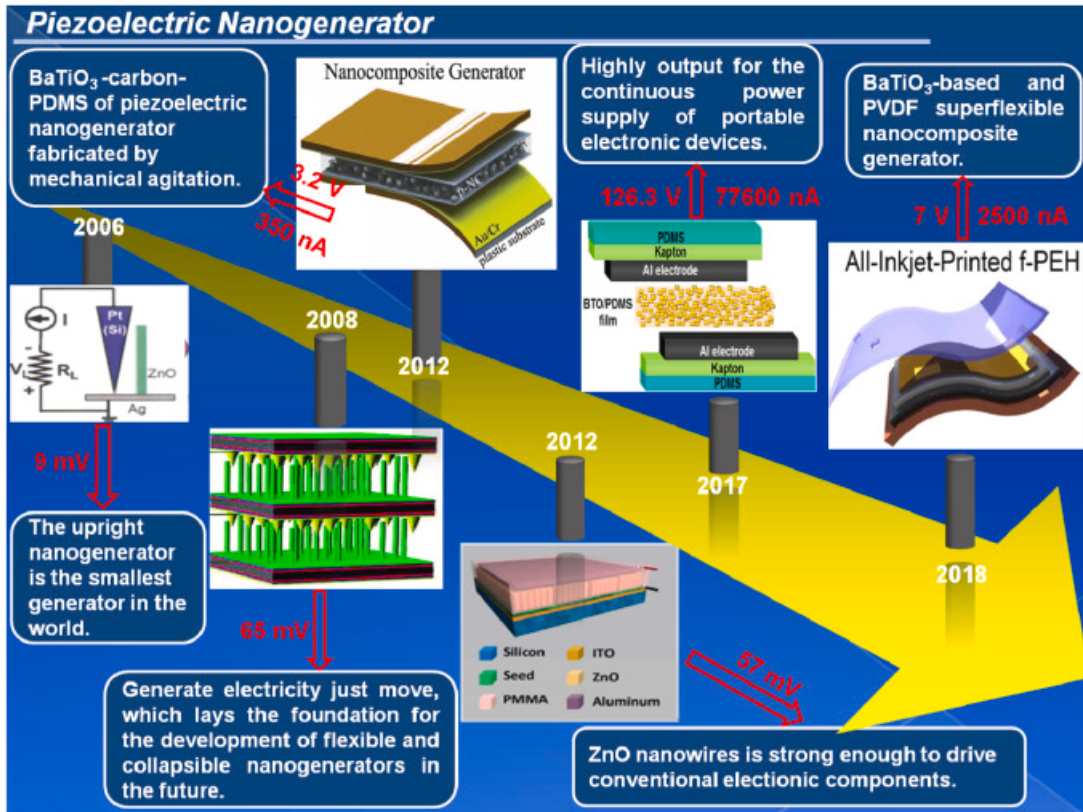 Piezoelectric Nanogenerator
BaTiO₃-carbon-
PDMS of piezoelectric
nanogenerator
fabricated by
mechanical agitation.
3.2 V
350 nA
Nanocomposite Generator
Au/Cr
plastic substrate
Highly output for the
continuous power
supply of portable
electronic devices.
126.3 V 77600 nA
BaTiO₃-based and
PVDF superflexible
nanocomposite
generator.
7 V 2500 nA
2006
Pt
(Si)
I
-
V_L R_L
+
ZnO
Ag
9 mV
The upright
nanogenerator
is the smallest
generator in the
world.
2008
65 mV
Generate electricity just move,
which lays the foundation for
the development of flexible and
collapsible nanogenerators in
the future.
2012
2012
Silicon ITO
Seed ZnO
PMMA Aluminum
57 mV
ZnO nanowires is strong enough to drive
conventional electionic components.
PDMS
Kapton
Al electrode
BTO/PDMS
film
Al electrode
Kapton
PDMS
2017
All-Inkjet-Printed f-PEH
2018